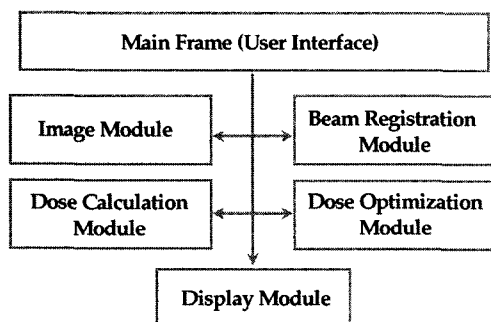 Main Frame (User Interface)
Image Module
Beam Registration
Module
Dose Calculation
Module
Dose Optimization
Module
Display Module